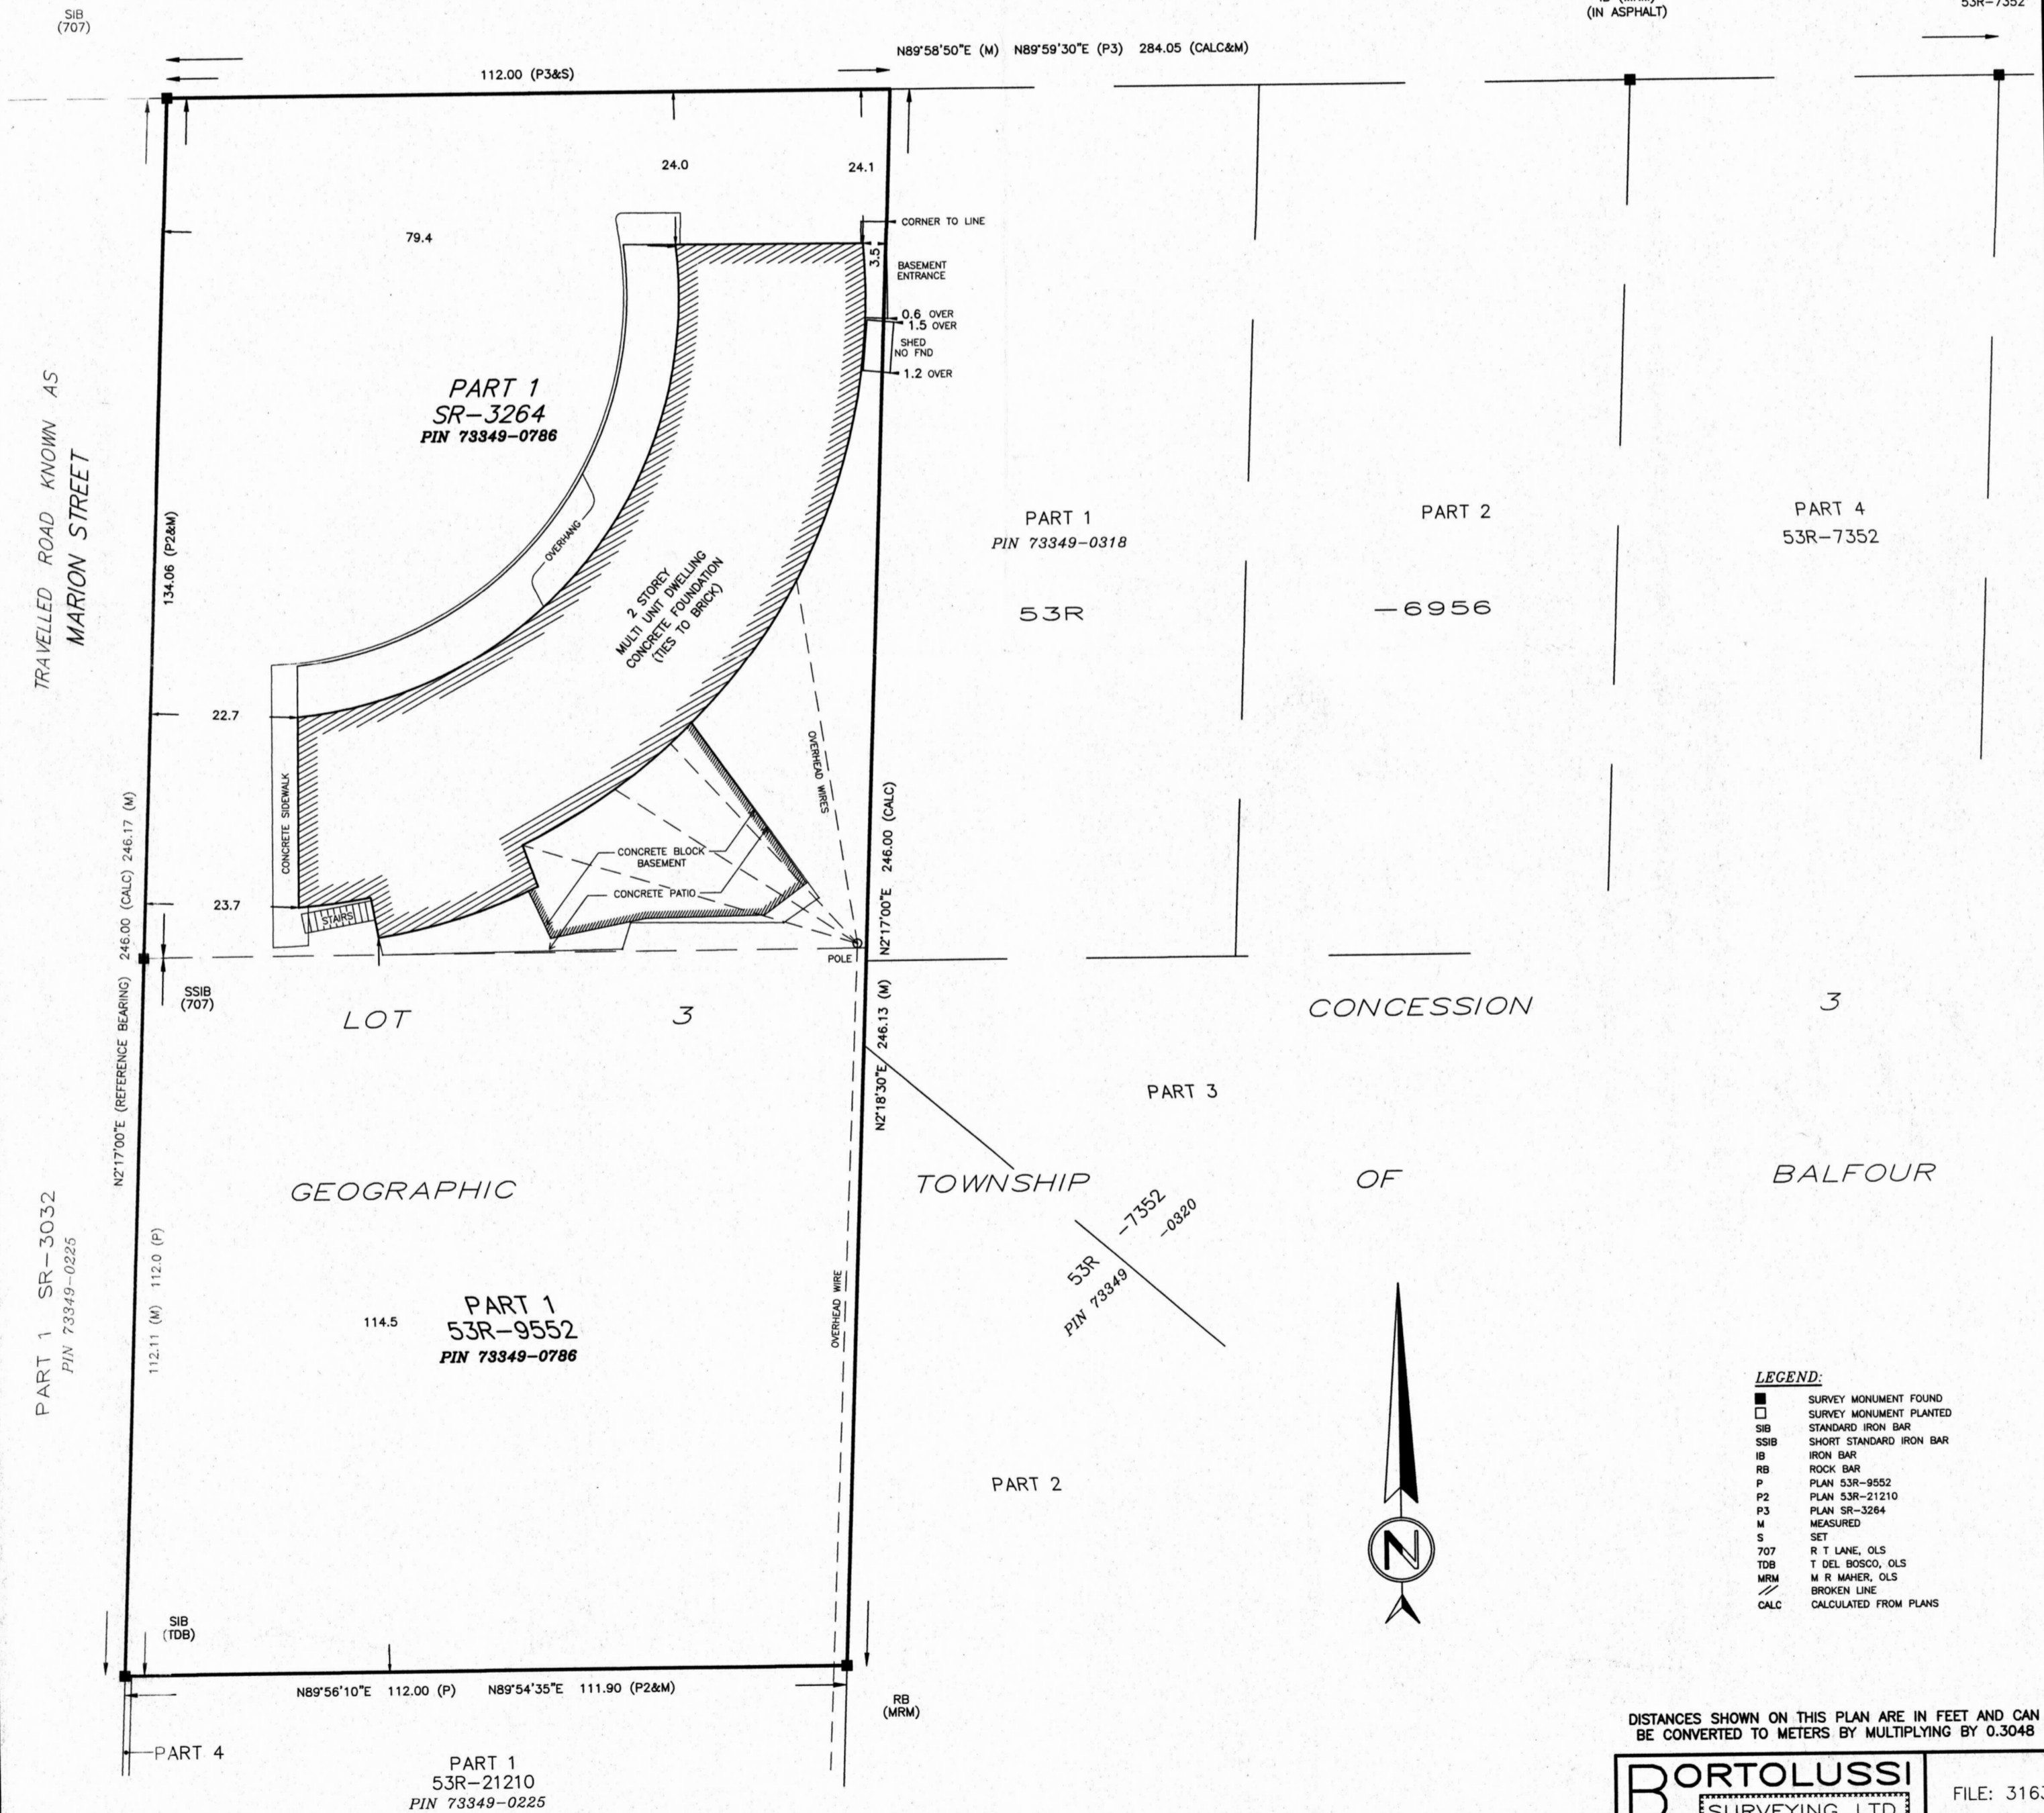 SIB
(707)
(IN ASPHALT)
53R-7352
N89°58'50"E (M) N89°59'30"E (P3) 284.05 (CALC&M)
112.00 (P3&S)
24.0
24.1
79.4
CORNER TO LINE
3.5
BASEMENT
ENTRANCE
0.6 OVER
1.5 OVER
SHED
NO FND
1.2 OVER
PART 1
SR-3264
PIN 73349-0786
TRAVELLED ROAD KNOWN AS
MARION STREET
134.06 (P2&M)
OVERHANG
2 STOREY
MULTI UNIT DWELLING
CONCRETE FOUNDATION
(TIES TO BRICK)
PART 1
PIN 73349-0318
PART 2
PART 4
53R-7352
53R
-6956
22.7
OVERHEAD WIRES
CONCRETE SIDEWALK
CONCRETE BLOCK
BASEMENT
CONCRETE PATIO
23.7
STAIRS
POLE
N2°17'00"E 246.00 (CALC)
N2°18'30"E 246.13 (M)
N2°17'00"E (REFERENCE BEARING) 246.00 (CALC) 246.17 (M)
SSIB
(707)
LOT 3 CONCESSION 3
PART 3
GEOGRAPHIC TOWNSHIP OF BALFOUR
53R -7352
PIN 73349 -0320
PART 1 SR-3032
PIN 73349-0225
112.11 (M) 112.0 (P)
114.5
PART 1
53R-9552
PIN 73349-0786
OVERHEAD WIRE
PART 2
N
LEGEND:
SURVEY MONUMENT FOUND
SURVEY MONUMENT PLANTED
SIB STANDARD IRON BAR
SSIB SHORT STANDARD IRON BAR
IB IRON BAR
RB ROCK BAR
P PLAN 53R-9552
P2 PLAN 53R-21210
P3 PLAN SR-3264
M MEASURED
S SET
707 R T LANE, OLS
TDB T DEL BOSCO, OLS
MRM M R MAHER, OLS
// BROKEN LINE
CALC CALCULATED FROM PLANS
SIB
(TDB)
N89°56'10"E 112.00 (P) N89°54'35"E 111.90 (P2&M)
RB
(MRM)
PART 4
PART 1
53R-21210
PIN 73349-0225
DISTANCES SHOWN ON THIS PLAN ARE IN FEET AND CAN
BE CONVERTED TO METERS BY MULTIPLYING BY 0.3048
BORTOLUSSI
SURVEYING LTD
FILE: 3163